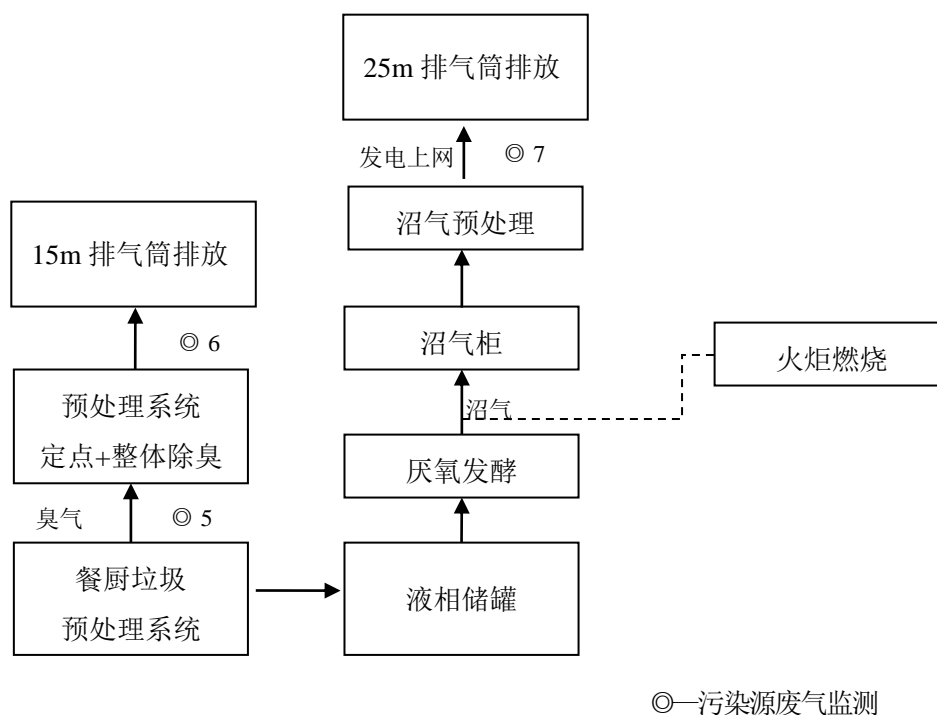 25m 排气筒排放
发电上网
◎ 7
沼气预处理
15m 排气筒排放
沼气柜
◎ 6
火炬燃烧
预处理系统
定点+整体除臭
沼气
厌氧发酵
臭气
◎ 5
餐厨垃圾
预处理系统
液相储罐
◎—污染源废气监测